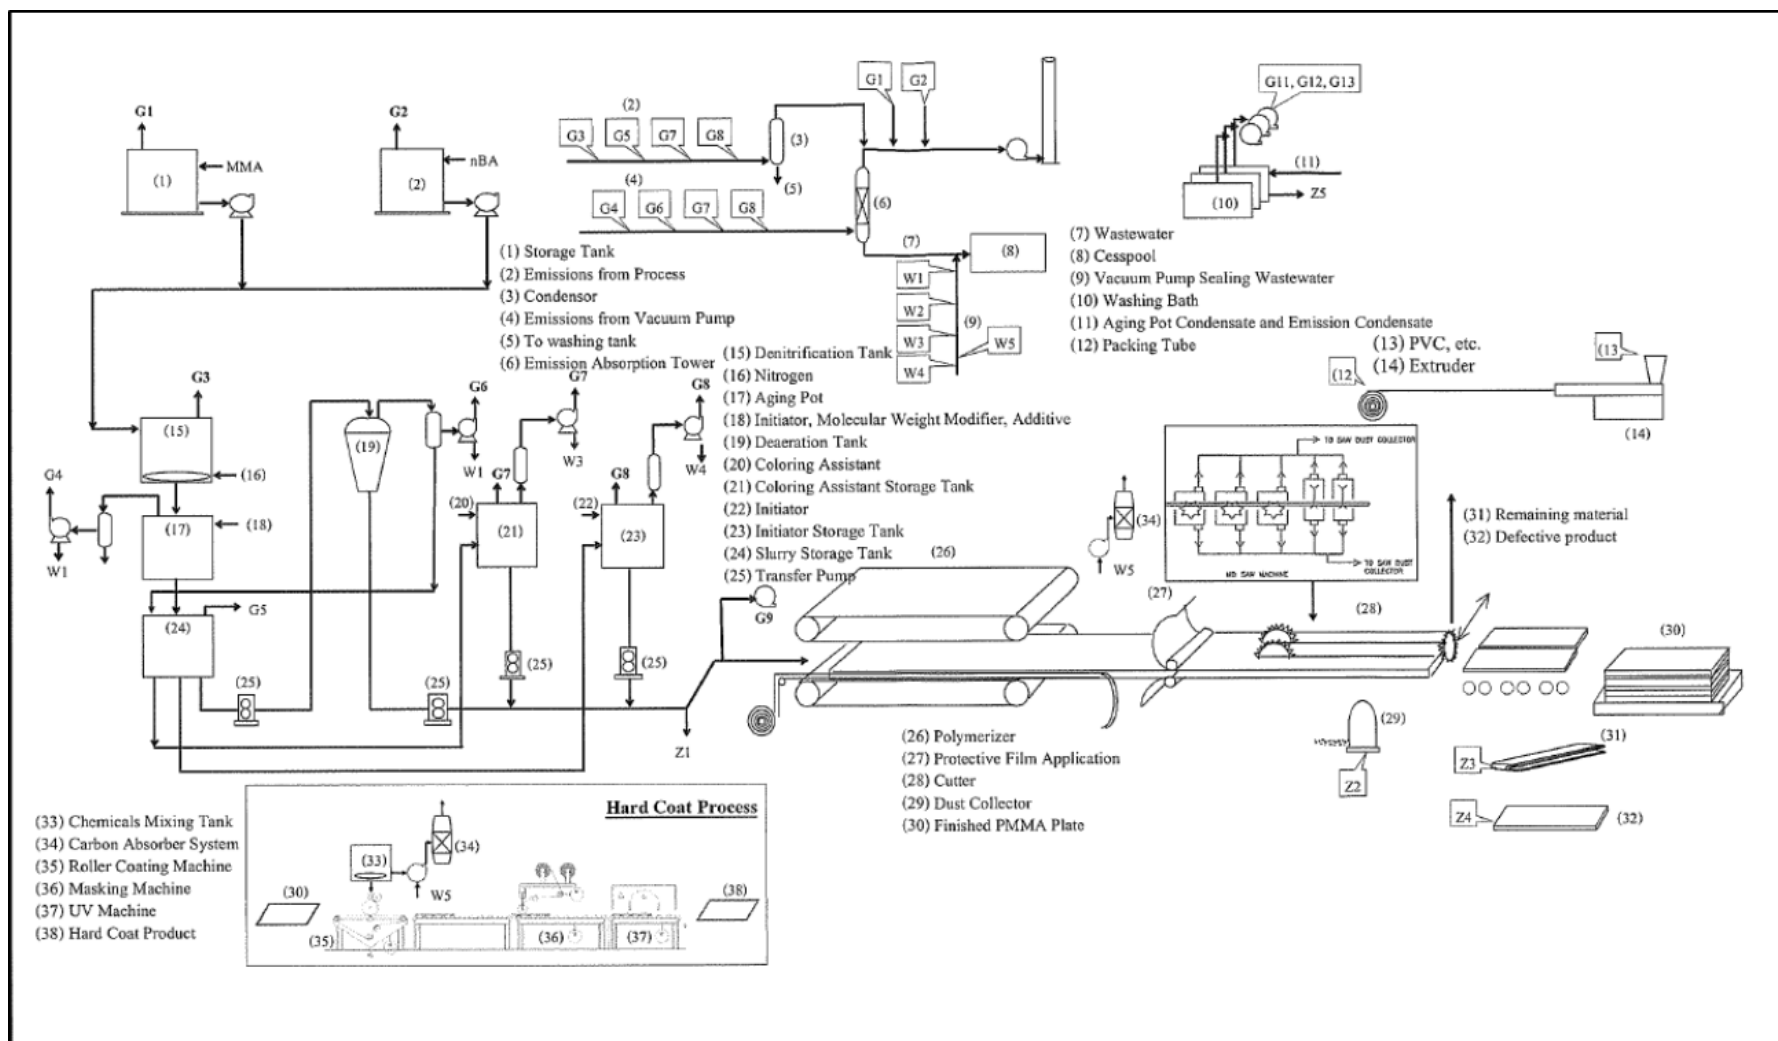 G1
MMA
(1)
G2
nBA
(2)
(2)
G3
G5
G7
G8
(3)
(5)
(4)
G4
G6
G7
G8
(6)
G1
G2
(7)
(8)
W1
W2
W3
W4
(9)
W5
G11, G12, G13
(11)
(10)
Z5
(1) Storage Tank
(2) Emissions from Process
(3) Condensor
(4) Emissions from Vacuum Pump
(5) To washing tank
(6) Emission Absorption Tower
(7) Wastewater
(8) Cesspool
(9) Vacuum Pump Sealing Wastewater
(10) Washing Bath
(11) Aging Pot Condensate and Emission Condensate
(12) Packing Tube
(13) PVC, etc.
(14) Extruder
(12)
(13)
(14)
(15) Denitrification Tank
(16) Nitrogen
(17) Aging Pot
(18) Initiator, Molecular Weight Modifier, Additive
(19) Deaeration Tank
(20) Coloring Assistant
(21) Coloring Assistant Storage Tank
(22) Initiator
(23) Initiator Storage Tank
(24) Slurry Storage Tank
(25) Transfer Pump
G3
(15)
(16)
G4
W1
(17)
(18)
(24)
G5
(19)
G6
W1
G7
W3
G7
(20)
(21)
G8
W4
G8
(22)
(23)
(25)
(25)
(25)
(25)
Z1
G9
(26)
(27)
(34)
W5
TO SAW DUST COLLECTOR
TO SAW DUST
COLLECTOR
MD SAW MACHINE
(28)
(31) Remaining material
(32) Defective product
(30)
(29)
Z2
(31)
Z3
Z4
(32)
(26) Polymerizer
(27) Protective Film Application
(28) Cutter
(29) Dust Collector
(30) Finished PMMA Plate
(33) Chemicals Mixing Tank
(34) Carbon Absorber System
(35) Roller Coating Machine
(36) Masking Machine
(37) UV Machine
(38) Hard Coat Product
Hard Coat Process
(30)
(33)
(34)
W5
(35)
(36)
(37)
(38)